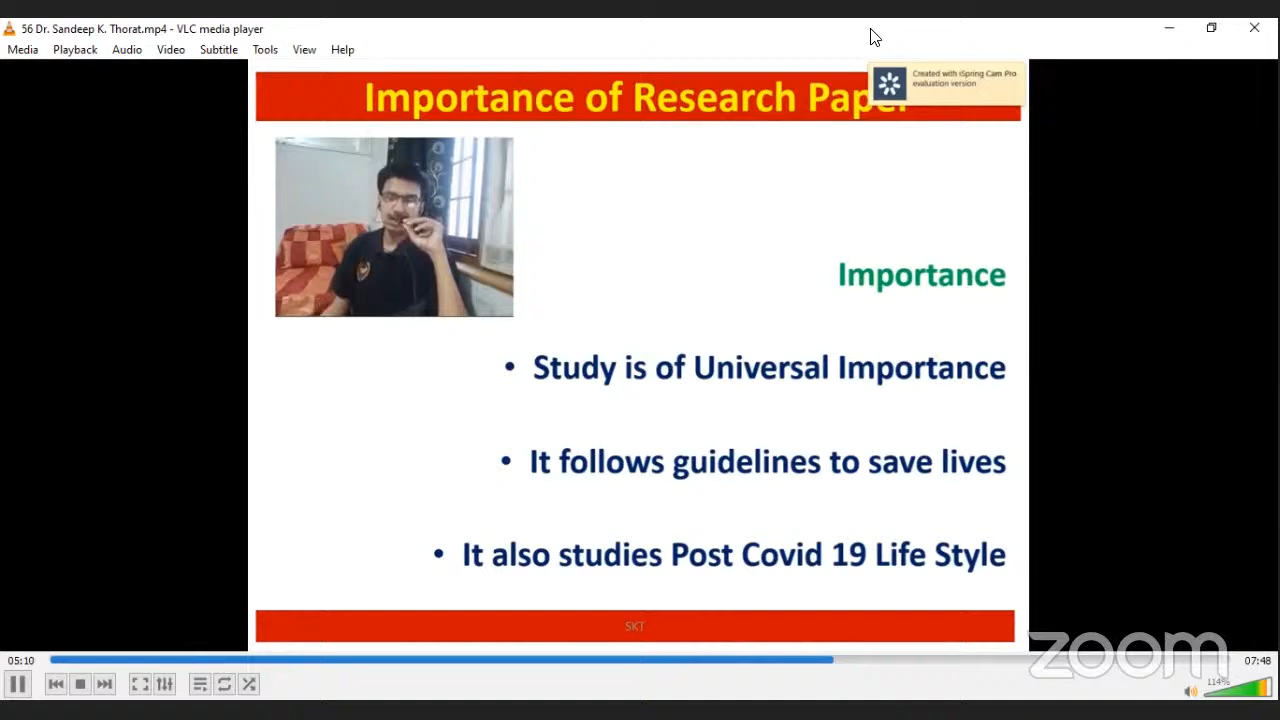 56 Dr. Sandeep K. Thorat.mp4 - VLC media player
Media Playback Audio Video Subtitle Tools View Help
Created with iSpring Cam Pro
evaluation version
Importance of Research Paper
Importance
• Study is of Universal Importance
• It follows guidelines to save lives
• It also studies Post Covid 19 Life Style
SKT
zoom
05:10
07:48
114%